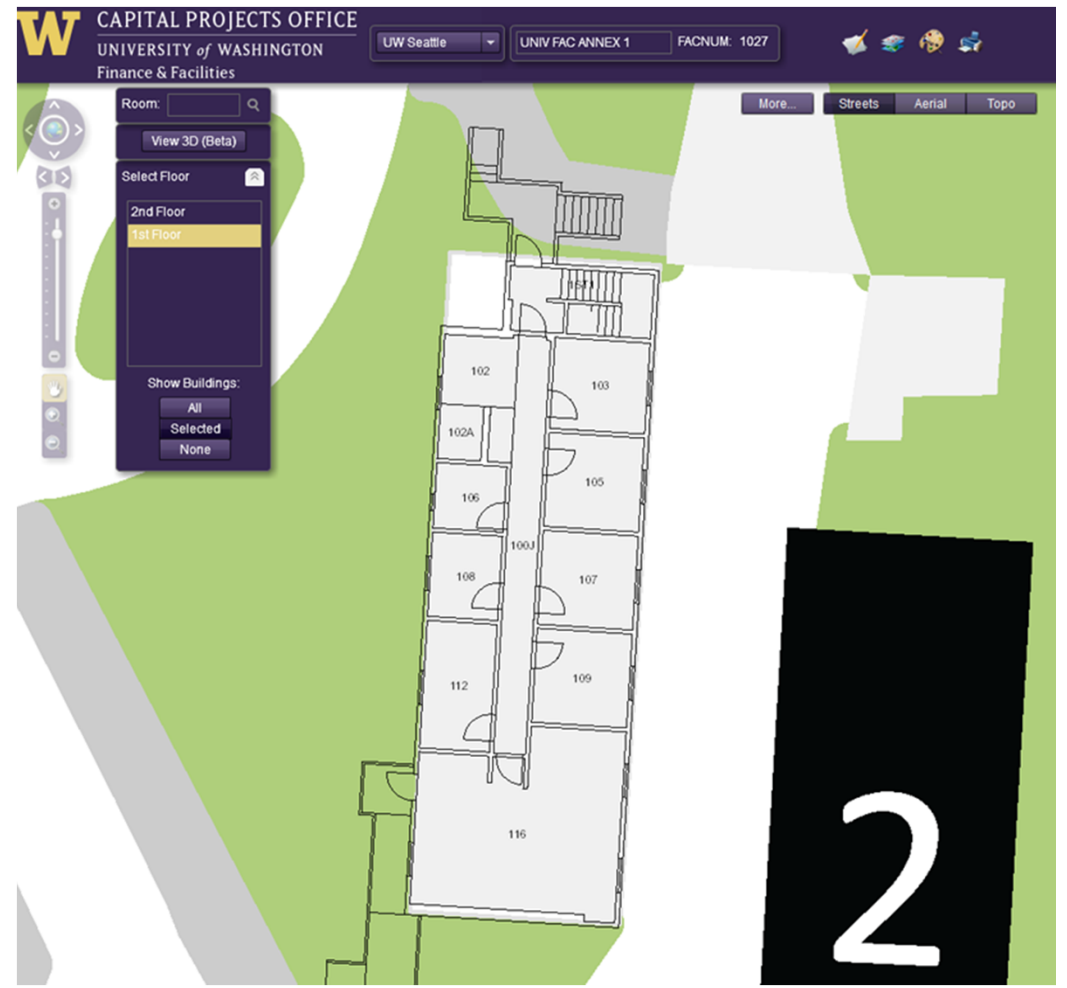 W
CAPITAL PROJECTS OFFICE
UNIVERSITY of WASHINGTON
Finance & Facilities
UW Seattle
UNIV FAC ANNEX 1
FACNUM: 1027
Room:
View 3D (Beta)
Select Floor
2nd Floor
1st Floor
Show Buildings:
All
Selected
None
More...
Streets
Aerial
Topo
1ST1
102
103
102A
105
106
100J
108
107
112
109
116
2